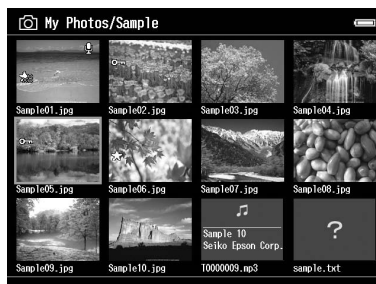 My Photos/Sample
Sample01.jpg
Sample02.jpg
Sample03.jpg
Sample04.jpg
Sample05.jpg
Sample06.jpg
Sample07.jpg
Sample08.jpg
Sample 10
Seiko Epson Corp.
?
Sample09.jpg
Sample10.jpg
T0000009.mp3
sample.txt